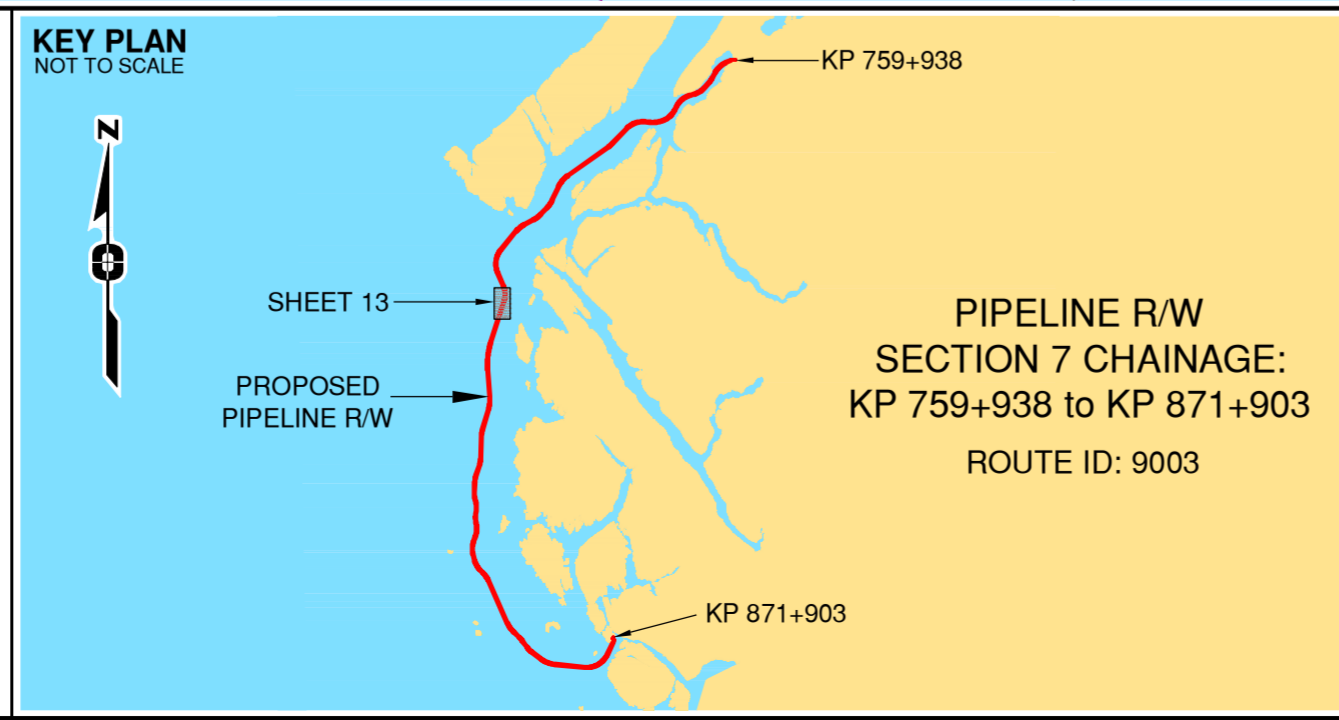 KEY PLAN
NOT TO SCALE
N
KP 759+938
SHEET 13
PROPOSED
PIPELINE R/W
PIPELINE R/W
SECTION 7 CHAINAGE:
KP 759+938 to KP 871+903
ROUTE ID: 9003
KP 871+903